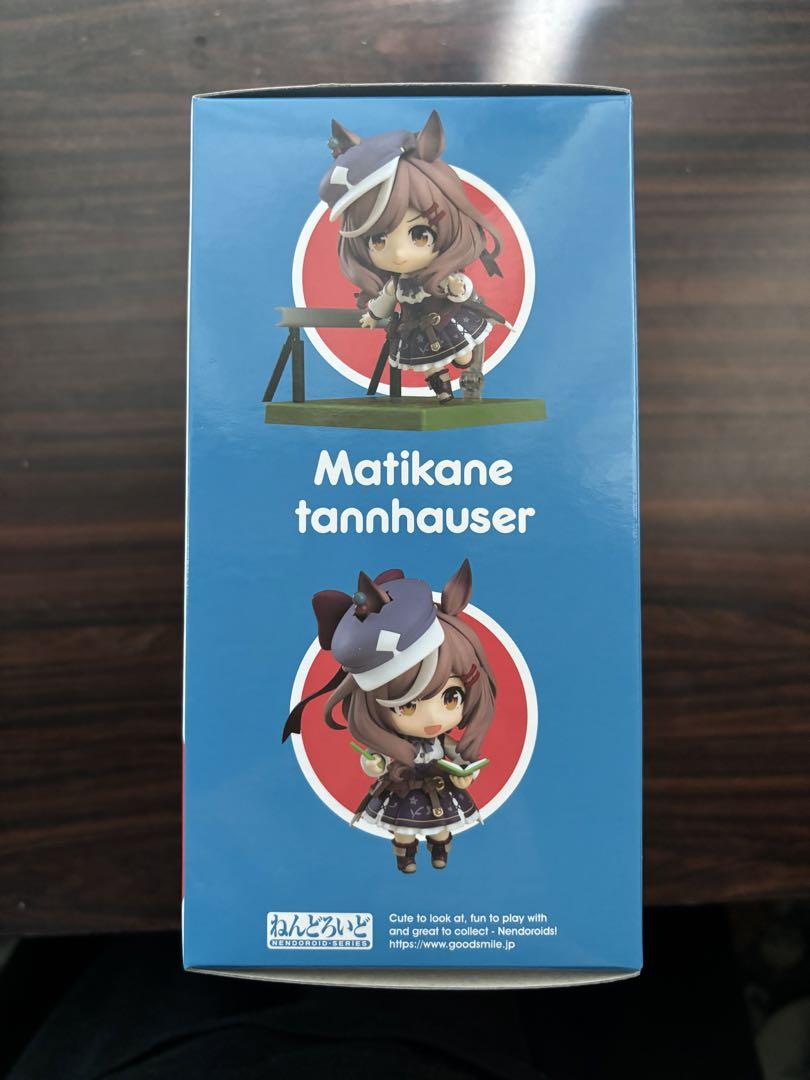 Matikane
tannhauser
ねんどろいど
NENDOROID·SERIES
Cute to look at, fun to play with
and great to collect - Nendoroids!
https://www.goodsmile.jp